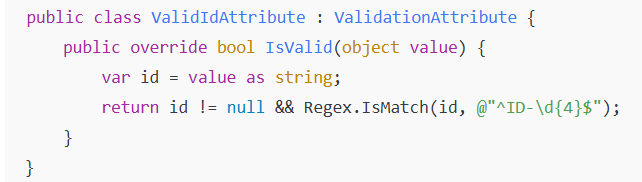 public class ValidIdAttribute : ValidationAttribute {
    public override bool IsValid(object value) {
        var id = value as string;
        return id != null && Regex.IsMatch(id, @"^ID-\d{4}$");
    }
}